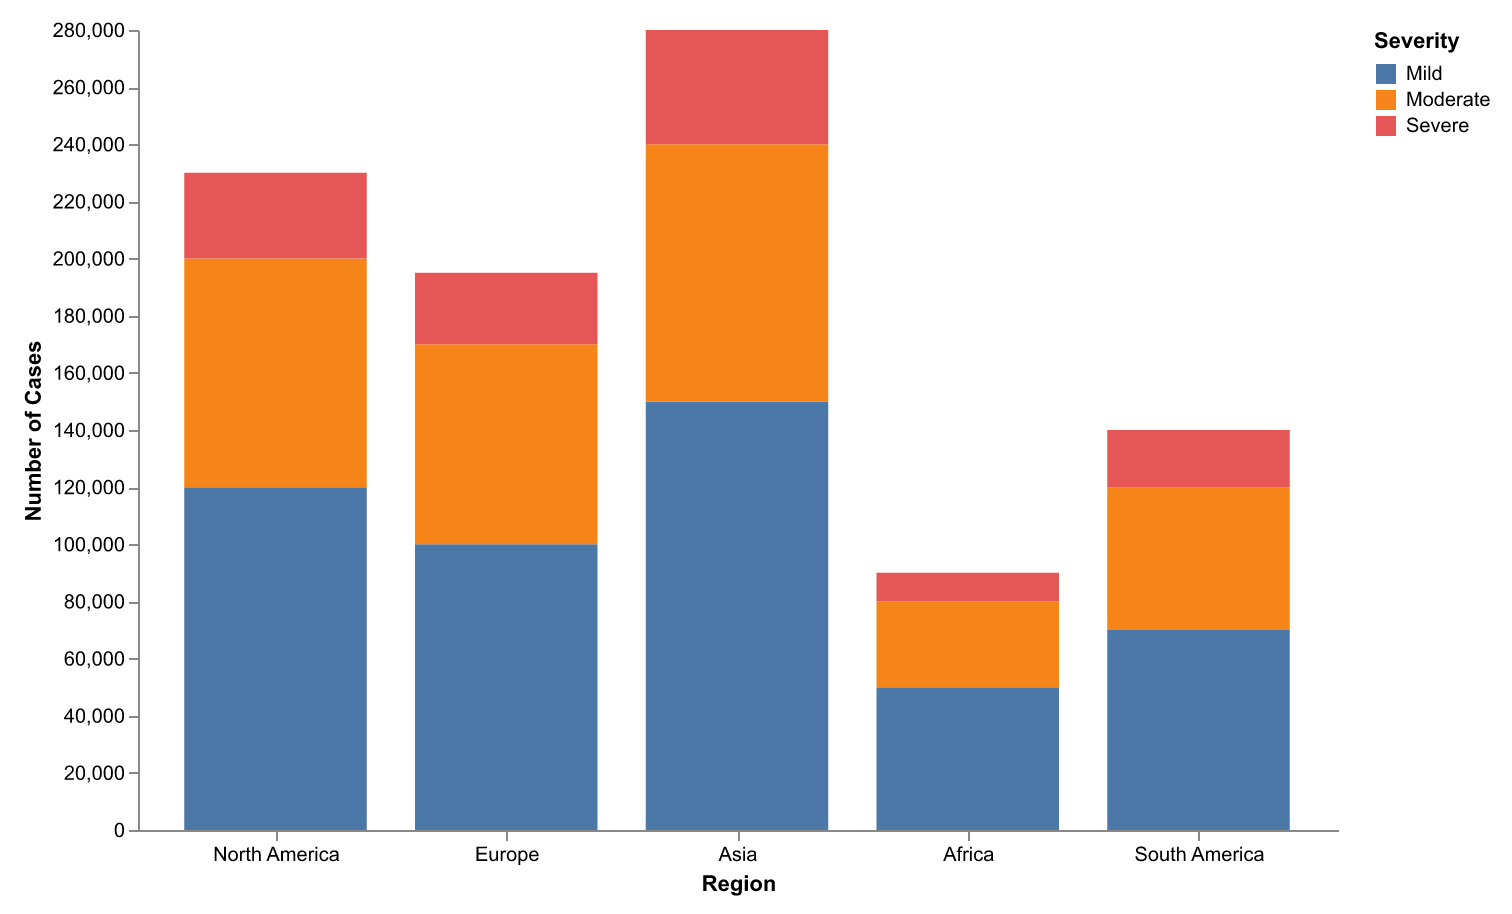 280,000
260,000
240,000
220,000
200,000
180,000
160,000
140,000
120,000
100,000
80,000
60,000
40,000
20,000
0
Number of Cases
North America
Europe
Asia
Africa
South America
Region
Severity
Mild
Moderate
Severe